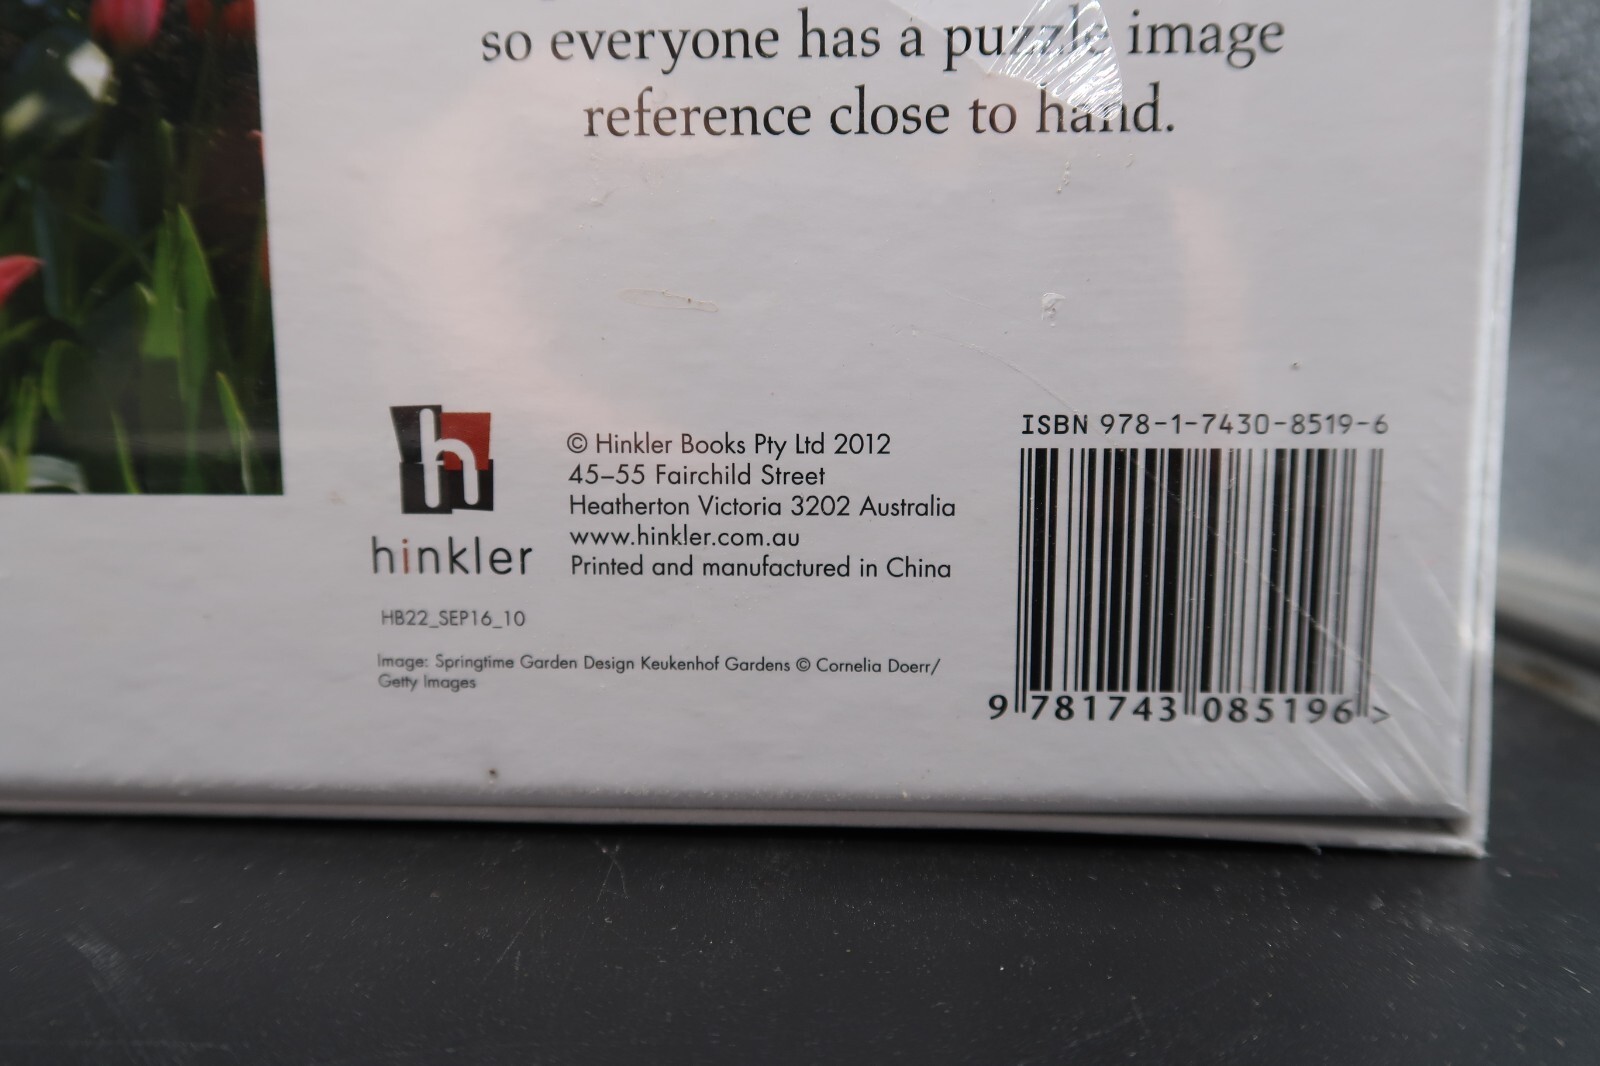 so everyone has a puzzle image
reference close to hand.
h
hinkler
© Hinkler Books Pty Ltd 2012
45–55 Fairchild Street
Heatherton Victoria 3202 Australia
www.hinkler.com.au
Printed and manufactured in China
HB22_SEP16_10
Image: Springtime Garden Design Keukenhof Gardens © Cornelia Doerr/
Getty Images
ISBN 978-1-7430-8519-6
9 781743 085196 >